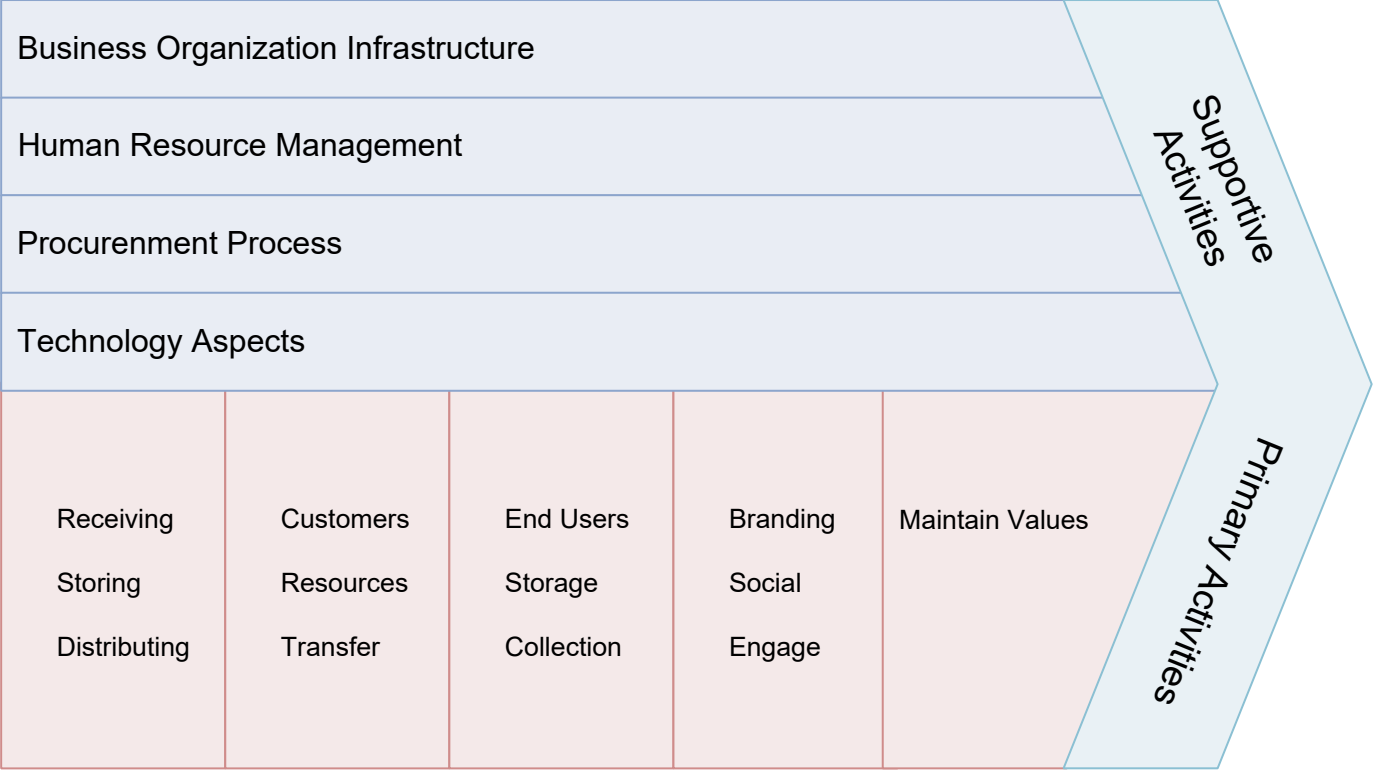 Business Organization Infrastructure
Human Resource Management
Procurenment Process
Technology Aspects
Supportive
Activities
Receiving
Storing
Distributing
Customers
Resources
Transfer
End Users
Storage
Collection
Branding
Social
Engage
Maintain Values
Primary Activities